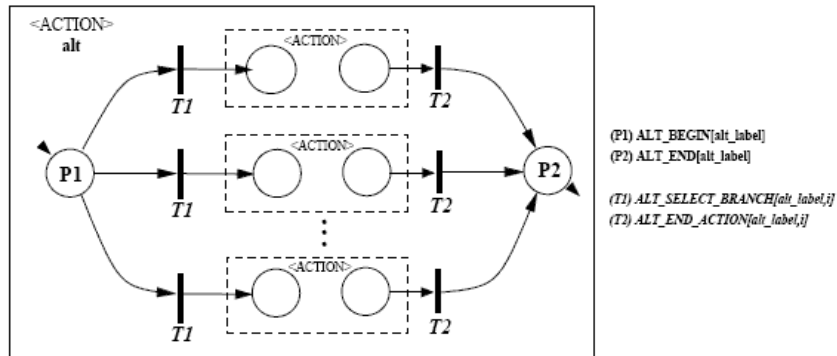 <ACTION>
alt
<ACTION>
T1
T2
<ACTION>
P1
P2
T1
T2
<ACTION>
T1
T2
(P1) ALT_BEGIN[alt_label]
(P2) ALT_END[alt_label]
(T1) ALT_SELECT_BRANCH[alt_label,i]
(T2) ALT_END_ACTION[alt_label,i]